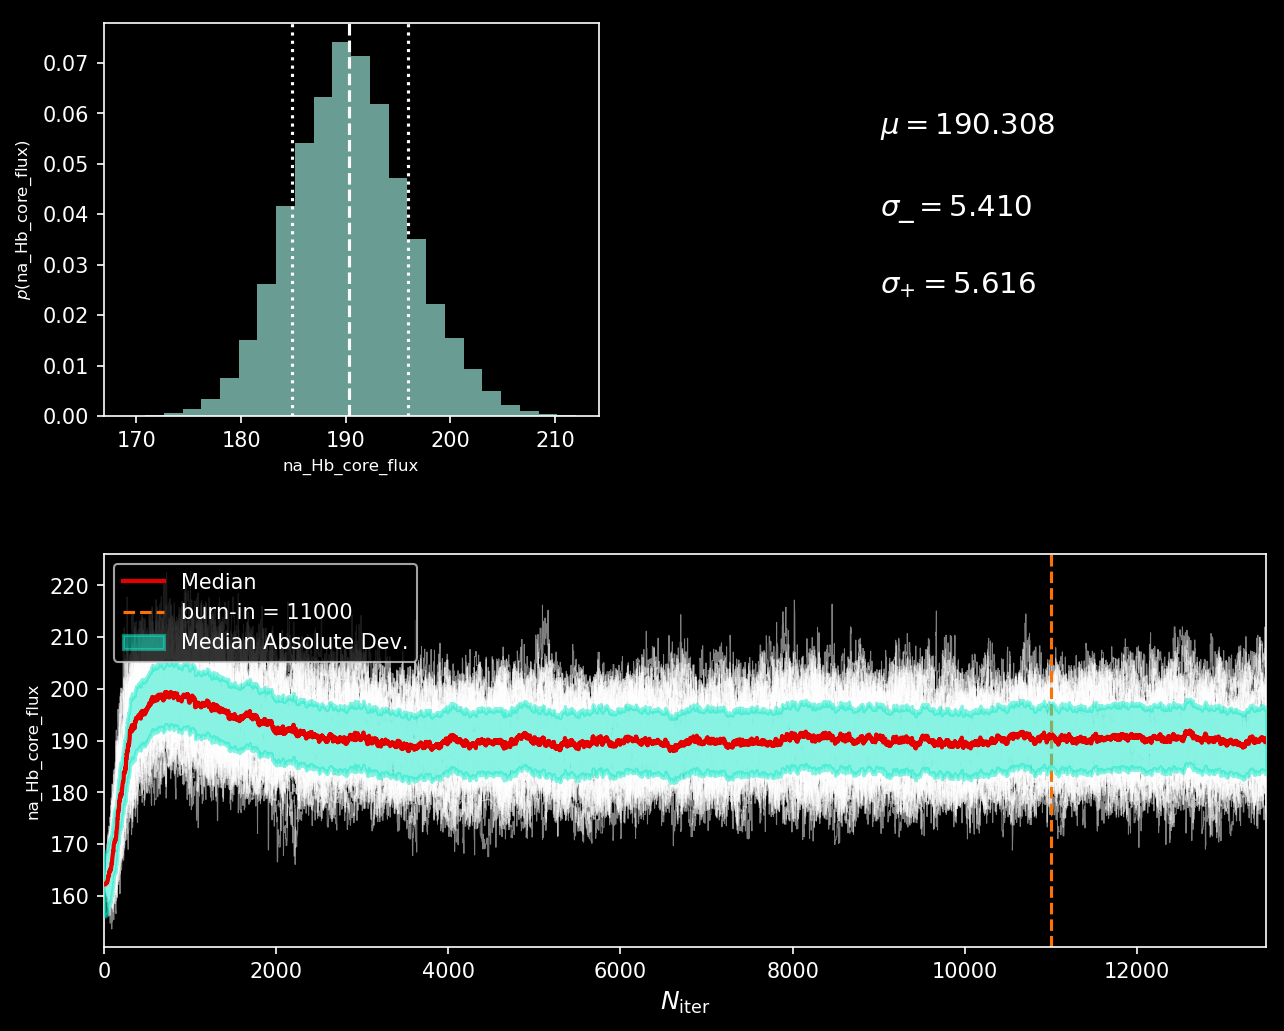 0.07
0.06
0.05
0.04
0.03
0.02
0.01
0.00
p(na_Hb_core_flux)
170 180 190 200 210
na_Hb_core_flux
μ = 190.308
σ_ = 5.410
σ+ = 5.616
Median
burn-in = 11000
Median Absolute Dev.
220
210
200
190
180
170
160
na_Hb_core_flux
0 2000 4000 6000 8000 10000 12000
Niter